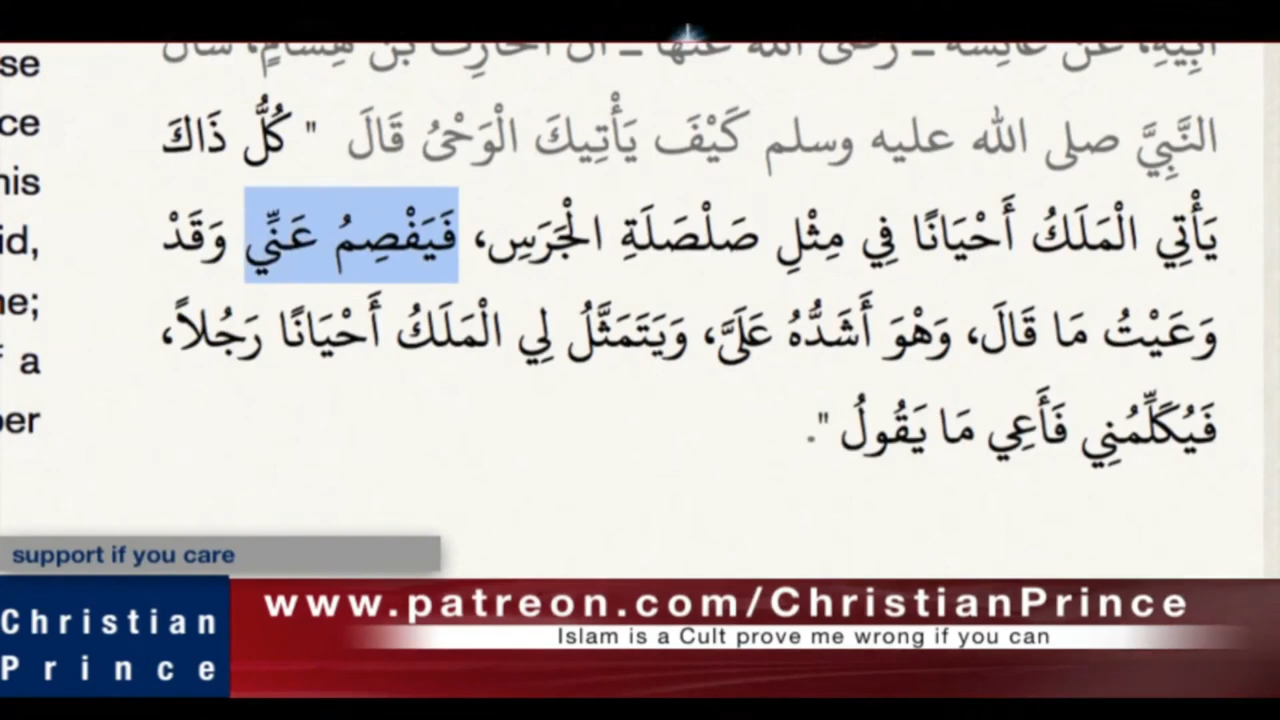 أَبِيهِ، عَنْ عَائِشَةَ ـ رضى الله عنها ـ أَنَّ الْحَارِثَ بْنَ هِشَامٍ، سَأَلَ
se
النَّبِيَّ صلى الله عليه وسلم كَيْفَ يَأْتِيكَ الْوَحْىُ قَالَ " كُلُّ ذَاكَ
ce
يَأْتِي الْمَلَكُ أَحْيَانًا فِي مِثْلِ صَلْصَلَةِ الْجَرَسِ، فَيَفْصِمُ عَنِّي وَقَدْ
his
id,
وَعَيْتُ مَا قَالَ، وَهْوَ أَشَدُّهُ عَلَىَّ، وَيَتَمَثَّلُ لِي الْمَلَكُ أَحْيَانًا رَجُلاً،
ne;
f a
فَيُكَلِّمُنِي فَأَعِي مَا يَقُولُ ".
per
support if you care
Christian
Prince
www.patreon.com/ChristianPrince
Islam is a Cult prove me wrong if you can